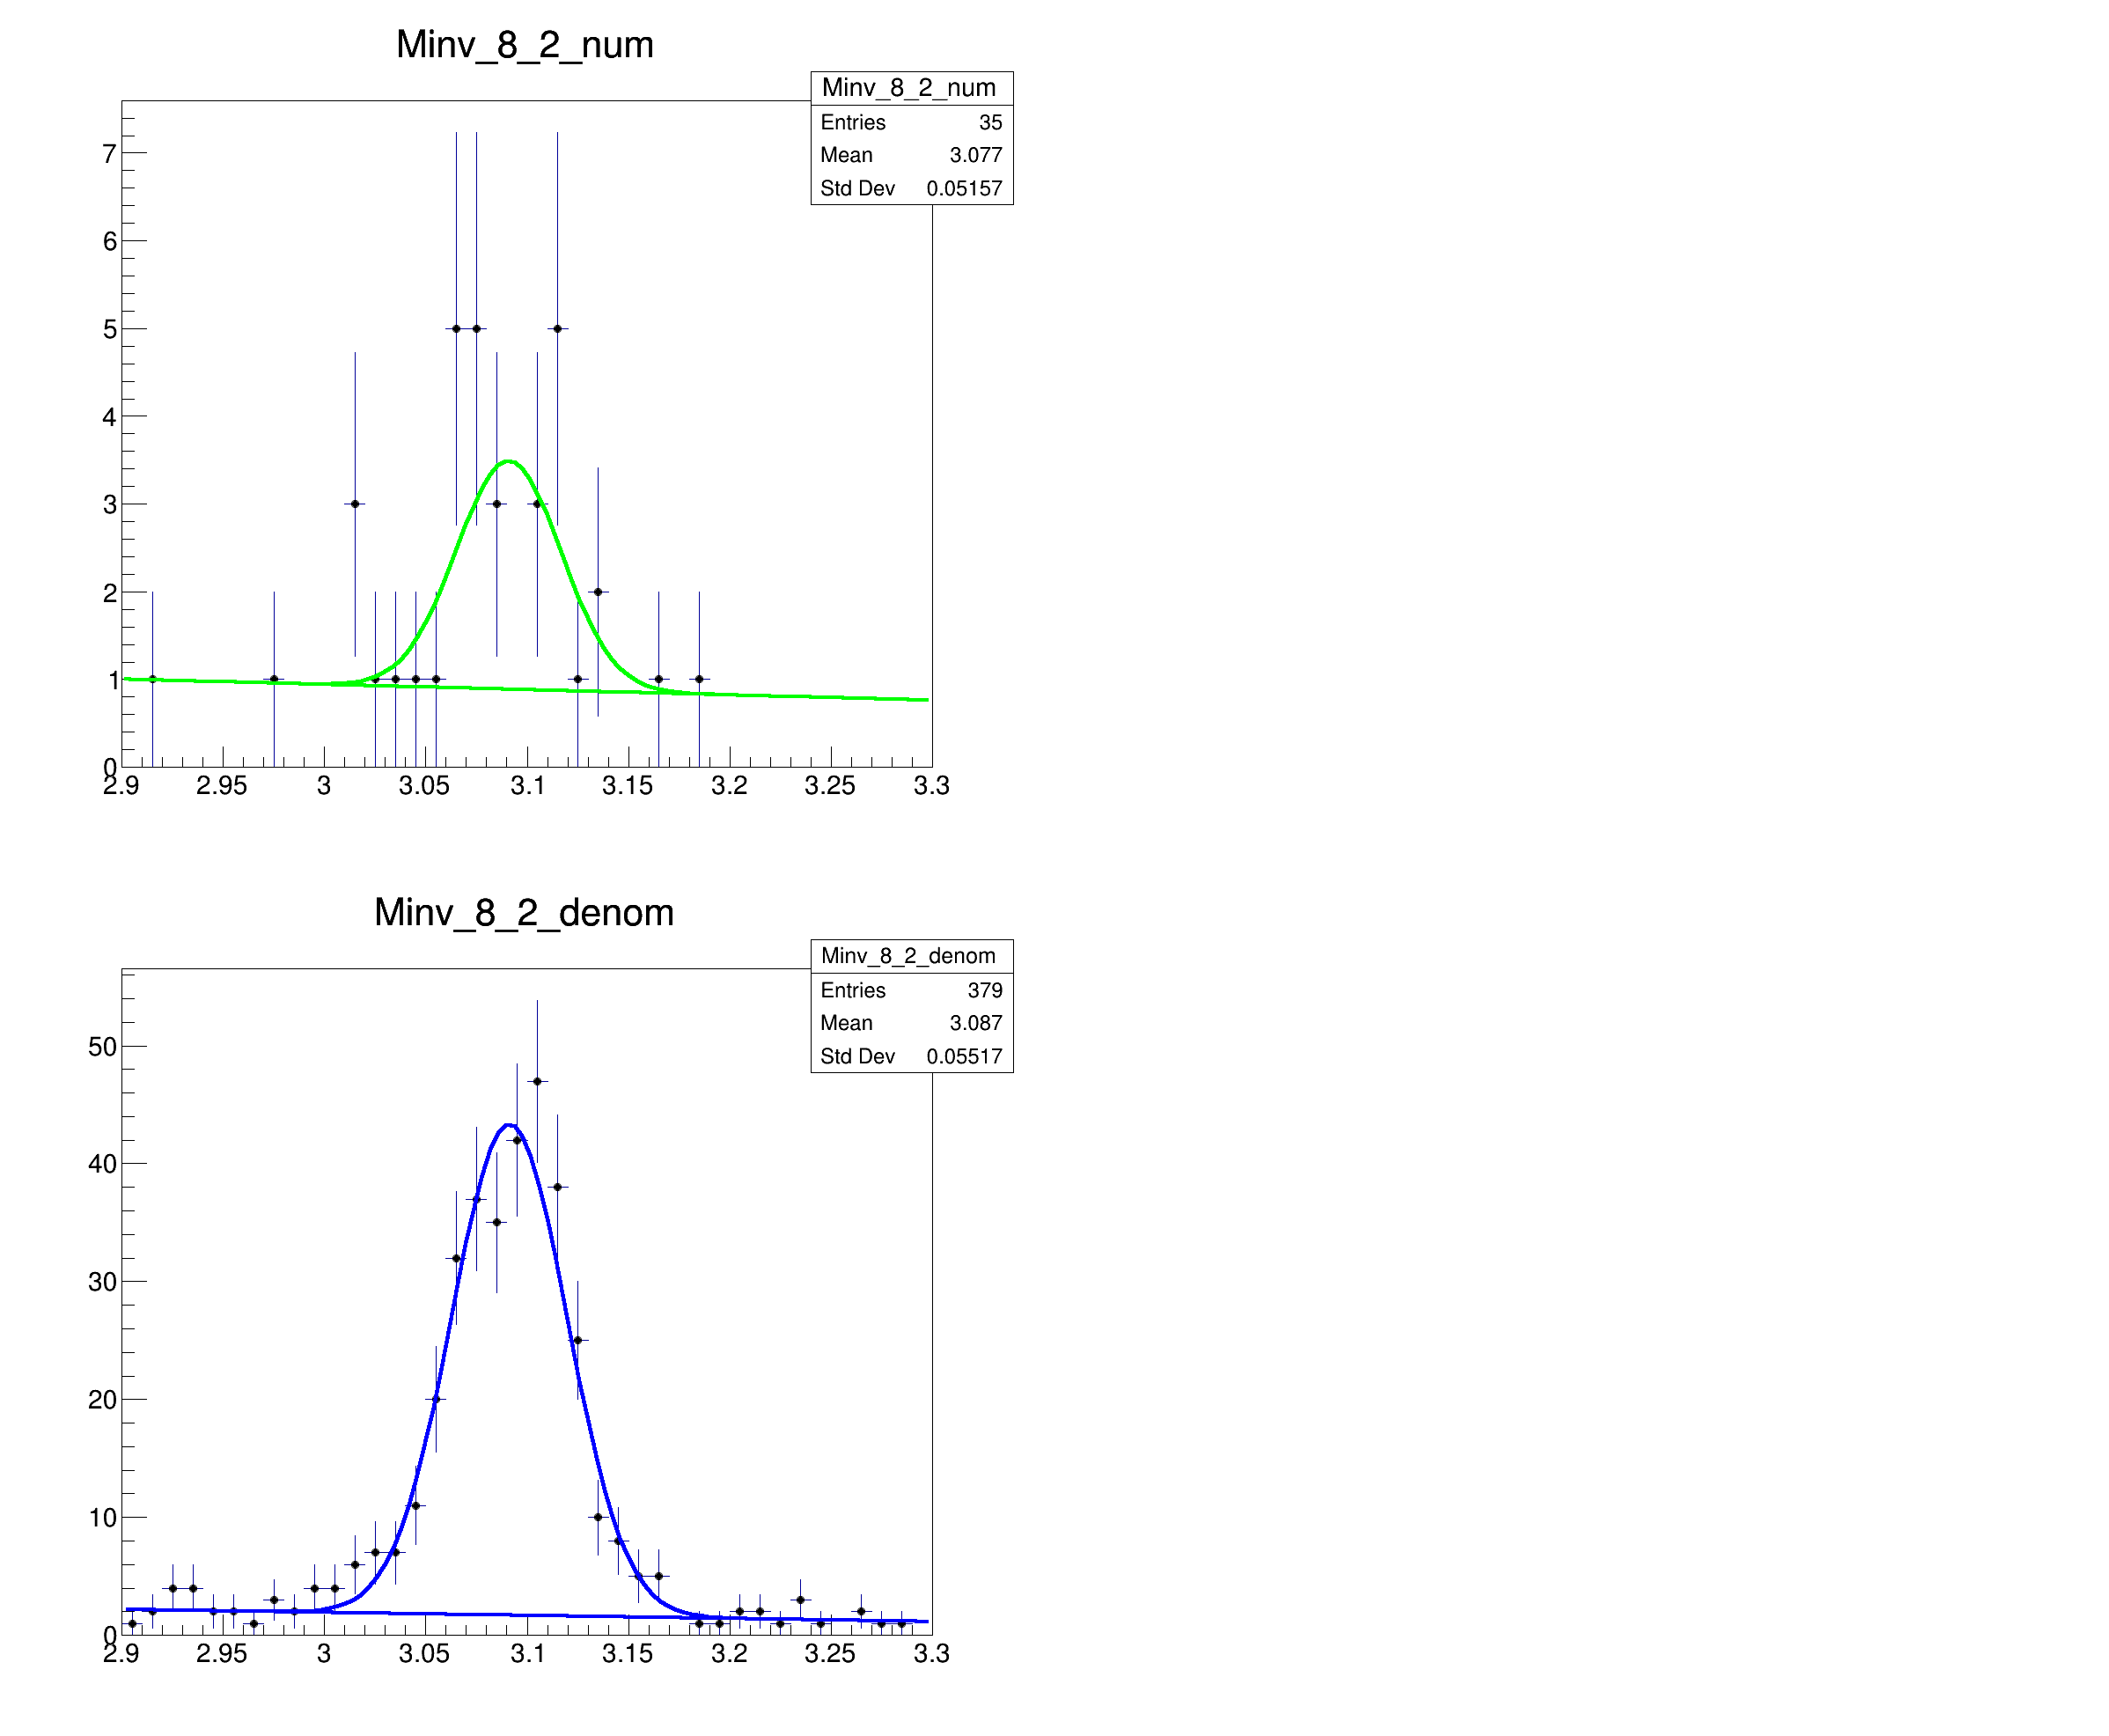 Minv_8_2_num
Minv_8_2_num
Entries 35
Mean 3.077
Std Dev 0.05157
7
6
5
4
3
2
1
0
2.9 2.95 3 3.05 3.1 3.15 3.2 3.25 3.3
Minv_8_2_denom
Minv_8_2_denom
Entries 379
Mean 3.087
Std Dev 0.05517
50
40
30
20
10
0
2.9 2.95 3 3.05 3.1 3.15 3.2 3.25 3.3